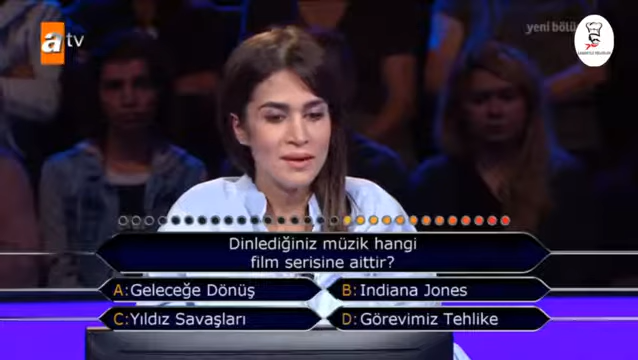 atv
yeni bölüm
Dinlediğiniz müzik hangi
film serisine aittir?
A: Geleceğe Dönüş
B: Indiana Jones
C: Yıldız Savaşları
D: Görevimiz Tehlike